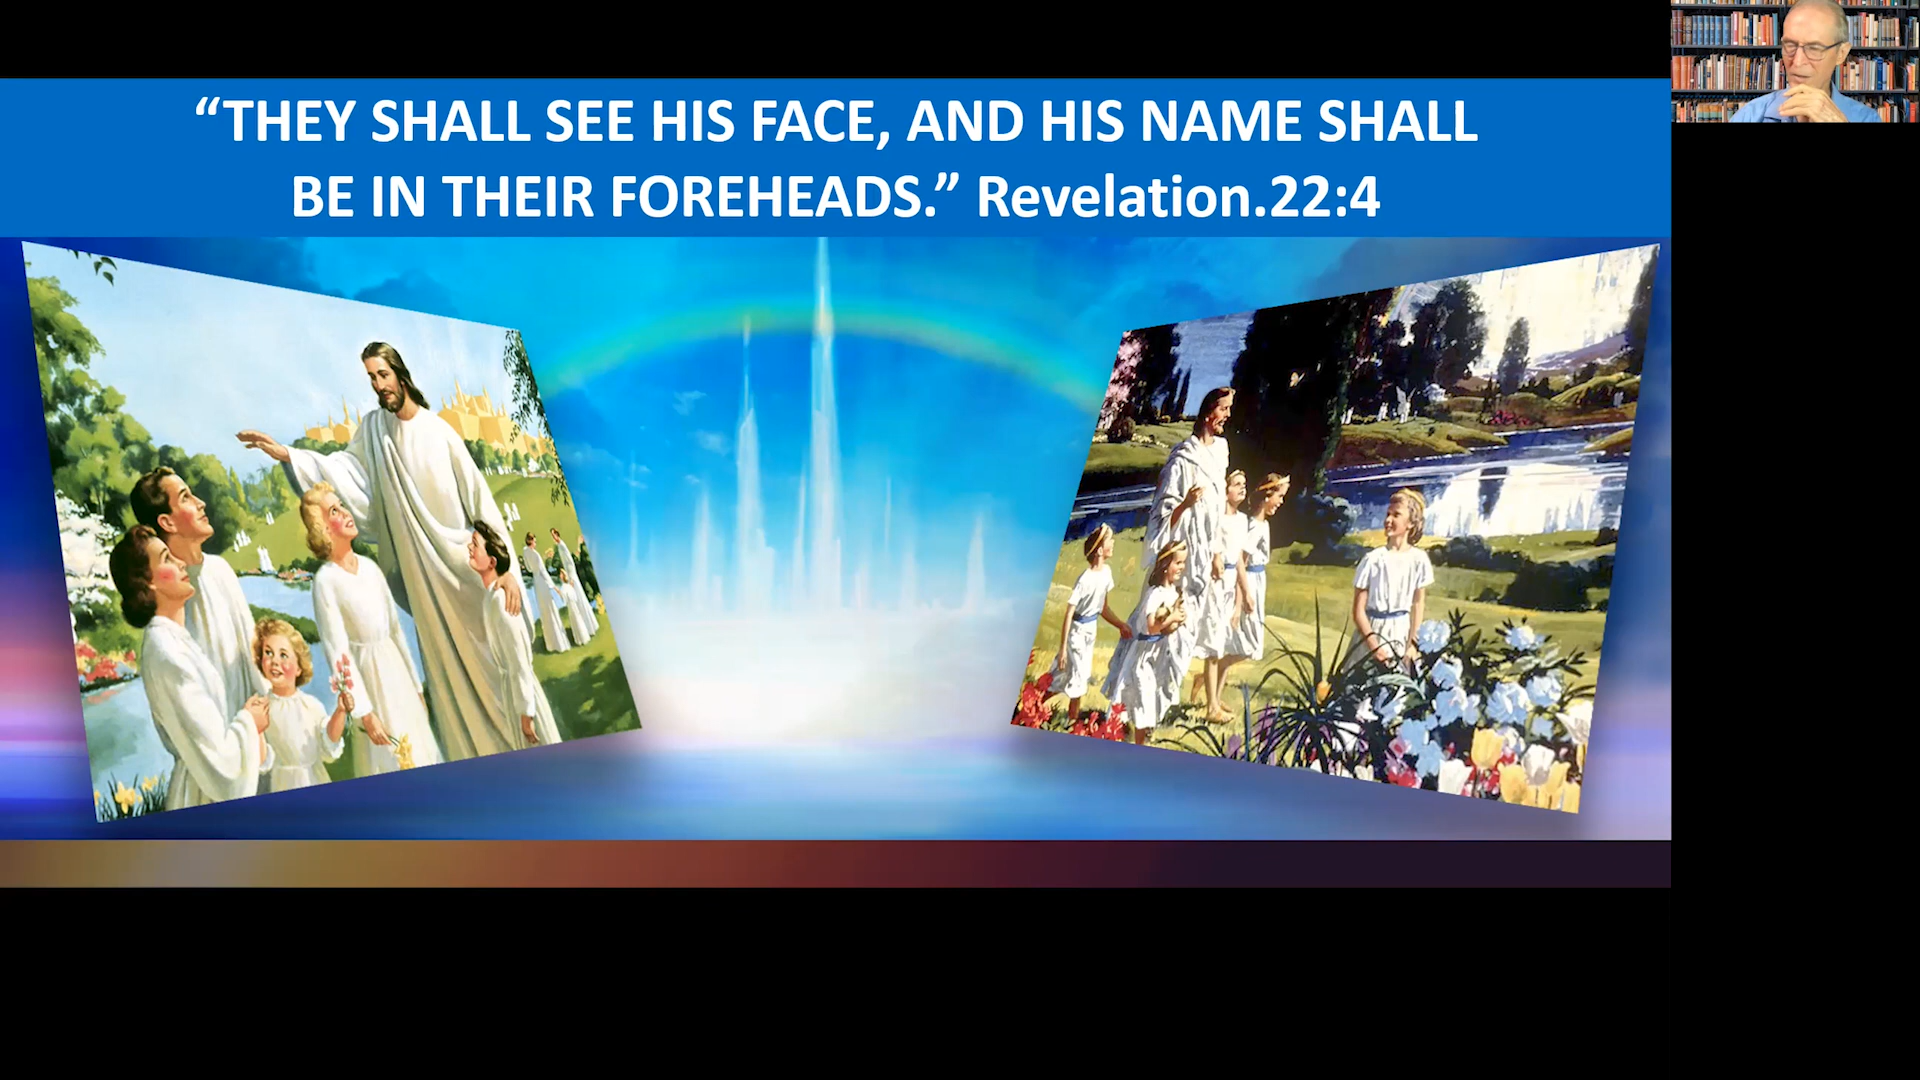 “THEY SHALL SEE HIS FACE, AND HIS NAME SHALL
BE IN THEIR FOREHEADS.” Revelation.22:4